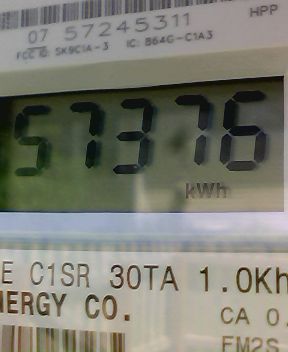 HPP
07 57245311
FCC ID: SK9C1A-3 IC: 864G-C1A3
57376
kWh
E C1SR 30TA 1.0Kh
NERGY CO.
CA 0.
FM2S